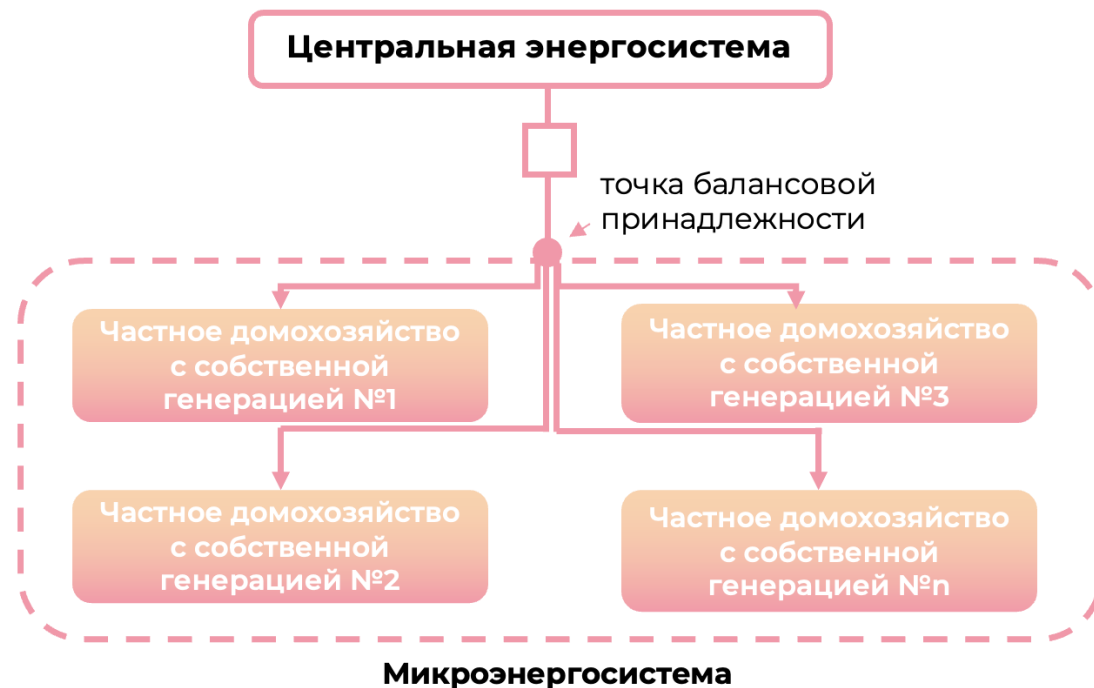 Центральная энергосистема
точка балансовой
принадлежности
Частное домохозяйство
с собственной
генерацией №1
Частное домохозяйство
с собственной
генерацией №3
Частное домохозяйство
с собственной
генерацией №2
Частное домохозяйство
с собственной
генерацией №n
Микроэнергосистема